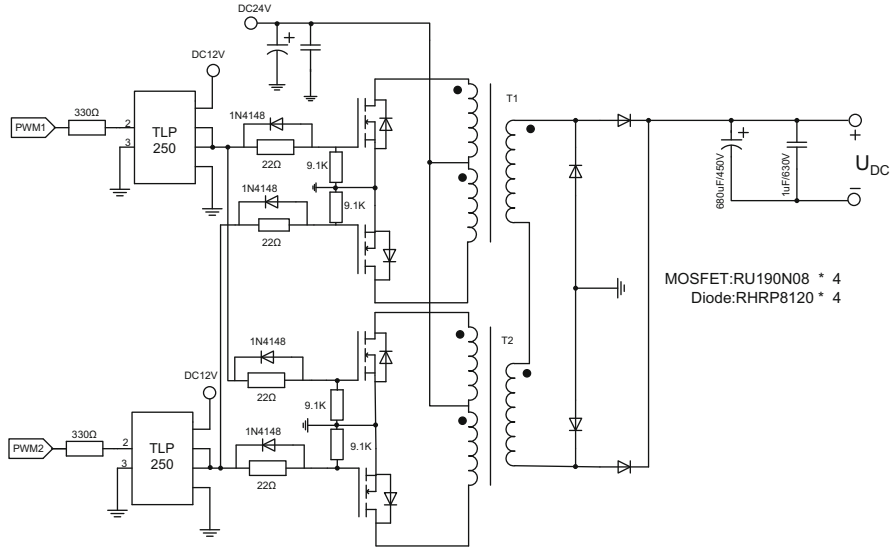 DC24V
+
DC12V
T1
330Ω
1N4148
PWM1
2
TLP
250
3
22Ω
9.1K
+
+
680uF/450V
1uF/630V
U_DC
1N4148
9.1K
22Ω
MOSFET:RU190N08 * 4
Diode:RHRP8120 * 4
T2
1N4148
DC12V
22Ω
9.1K
330Ω
1N4148
PWM2
2
TLP
250
3
9.1K
22Ω